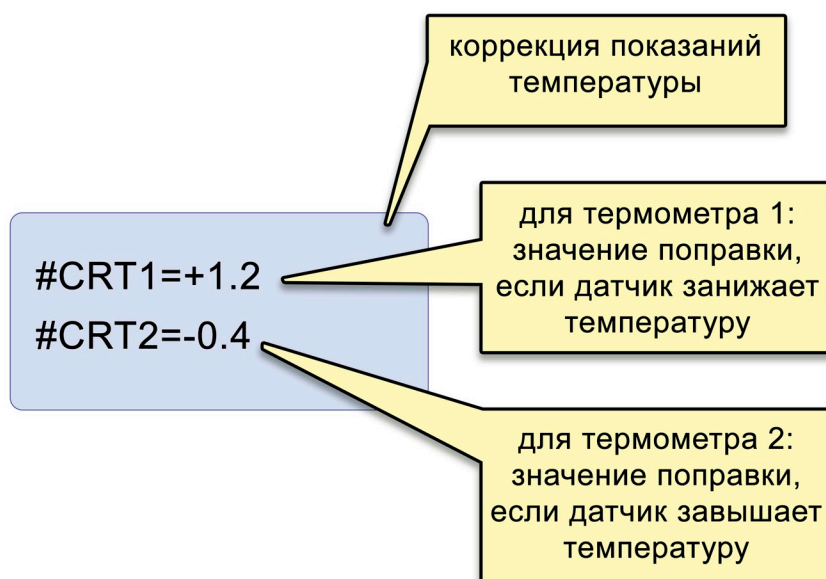 коррекция показаний
температуры
#CRT1=+1.2
#CRT2=-0.4
для термометра 1:
значение поправки,
если датчик занижает
температуру
для термометра 2:
значение поправки,
если датчик завышает
температуру